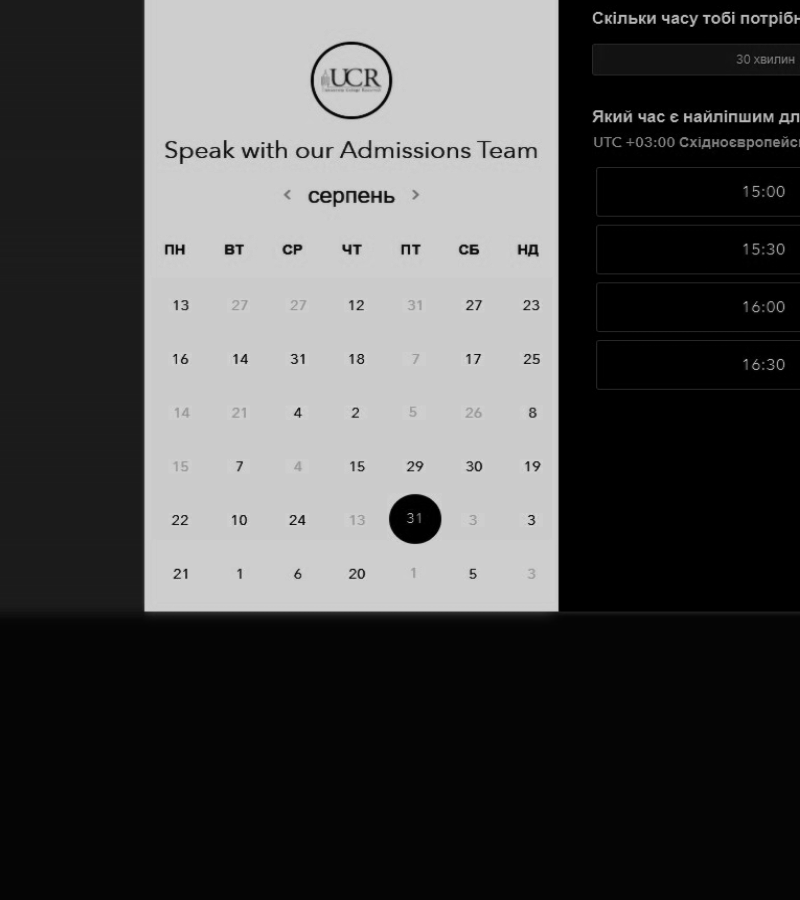 UCR
Speak with our Admissions Team
< серпень >
ПН ВТ СР ЧТ ПТ СБ НД
13 27 27 12 31 27 23
16 14 31 18 7 17 25
14 21 4 2 5 26 8
15 7 4 15 29 30 19
22 10 24 13 31 3 3
21 1 6 20 1 5 3
Скільки часу тобі потрібн
30 хвилин
Який час є найліпшим дл
UTC +03:00 Східноєвропейс
15:00
15:30
16:00
16:30